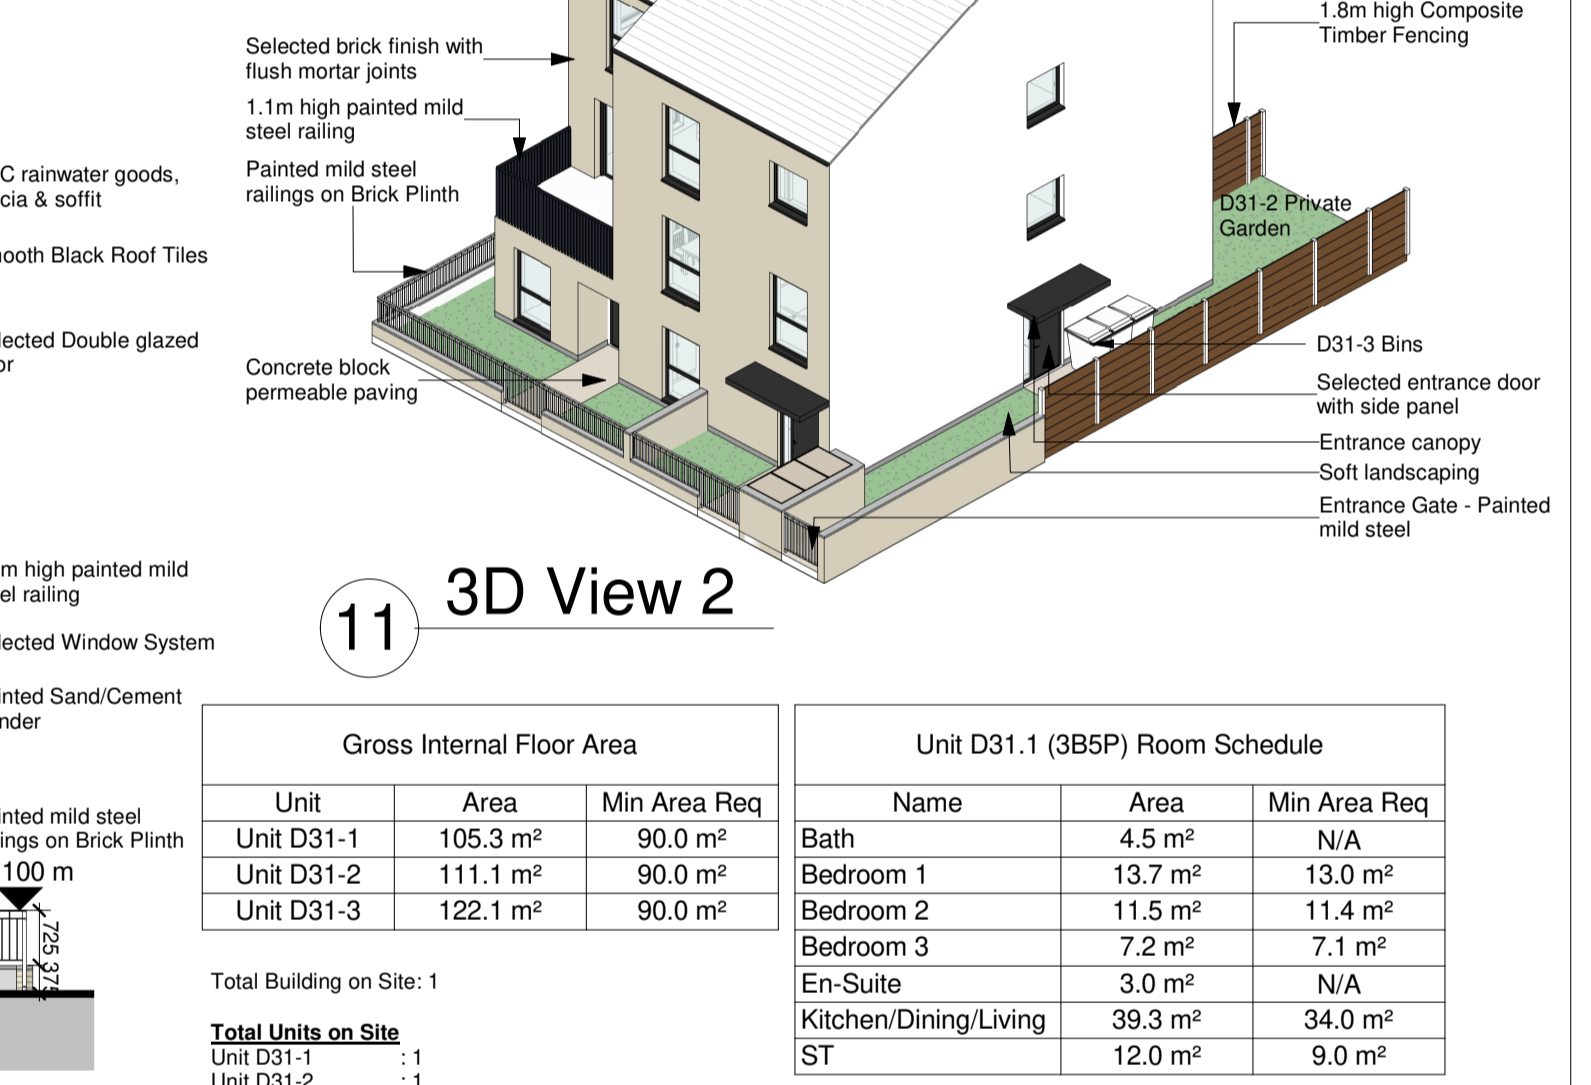 Selected brick finish with
flush mortar joints
1.1m high painted mild
steel railing
Painted mild steel
railings on Brick Plinth
Concrete block
permeable paving
C rainwater goods,
cia & soffit
ooth Black Roof Tiles
lected Double glazed
or
m high painted mild
el railing
lected Window System
inted Sand/Cement
nder
inted mild steel
ings on Brick Plinth
100 m
725
375
1.8m high Composite
Timber Fencing
D31-2 Private
Garden
D31-3 Bins
Selected entrance door
with side panel
Entrance canopy
Soft landscaping
Entrance Gate - Painted
mild steel
11 3D View 2
Gross Internal Floor Area
Unit Area Min Area Req
Unit D31-1 105.3 m² 90.0 m²
Unit D31-2 111.1 m² 90.0 m²
Unit D31-3 122.1 m² 90.0 m²
Total Building on Site: 1
Total Units on Site
Unit D31-1 : 1
Unit D31-2 : 1
Unit D31.1 (3B5P) Room Schedule
Name Area Min Area Req
Bath 4.5 m² N/A
Bedroom 1 13.7 m² 13.0 m²
Bedroom 2 11.5 m² 11.4 m²
Bedroom 3 7.2 m² 7.1 m²
En-Suite 3.0 m² N/A
Kitchen/Dining/Living 39.3 m² 34.0 m²
ST 12.0 m² 9.0 m²